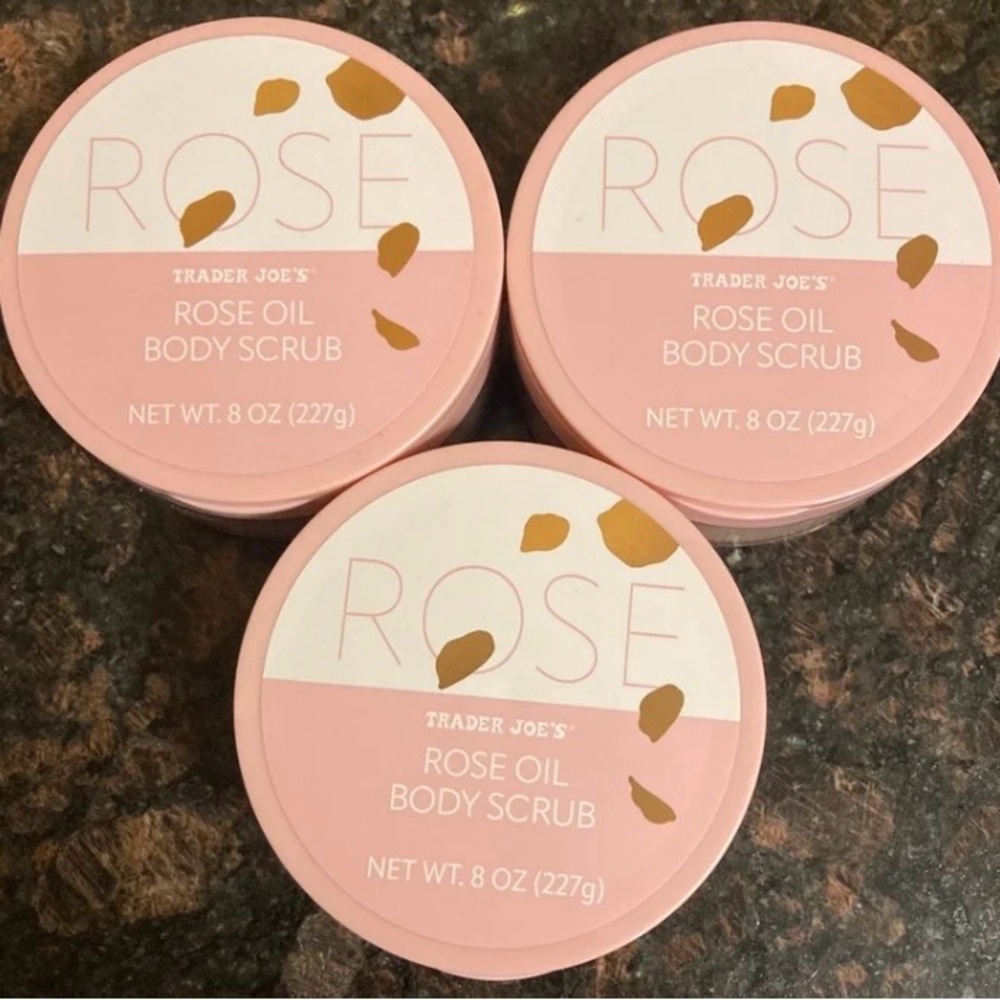 ROSE
TRADER JOE'S®
ROSE OIL
BODY SCRUB
NET WT. 8 OZ (227g)
ROSE
TRADER JOE'S®
ROSE OIL
BODY SCRUB
NET WT. 8 OZ (227g)
ROSE
TRADER JOE'S®
ROSE OIL
BODY SCRUB
NET WT. 8 OZ (227g)